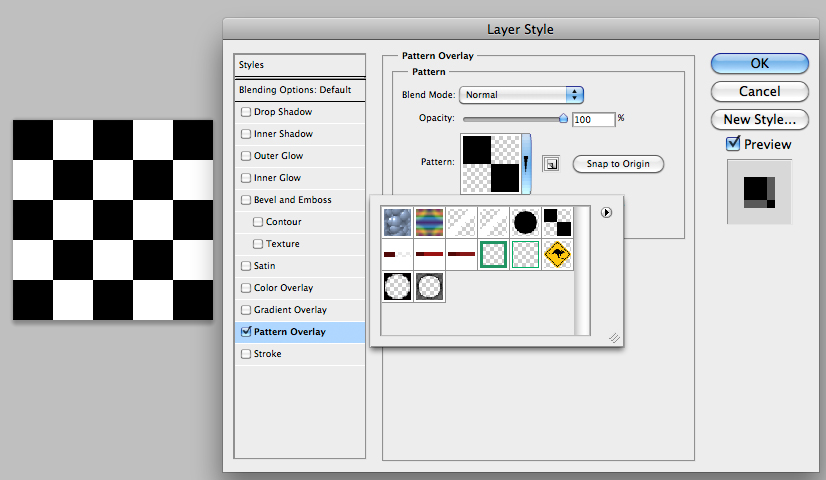 Layer Style
Styles
Blending Options: Default
Drop Shadow
Inner Shadow
Outer Glow
Inner Glow
Bevel and Emboss
Contour
Texture
Satin
Color Overlay
Gradient Overlay
Pattern Overlay
Stroke
Pattern Overlay
Pattern
Blend Mode: Normal
Opacity: 100 %
Pattern:
Snap to Origin
OK
Cancel
New Style...
Preview